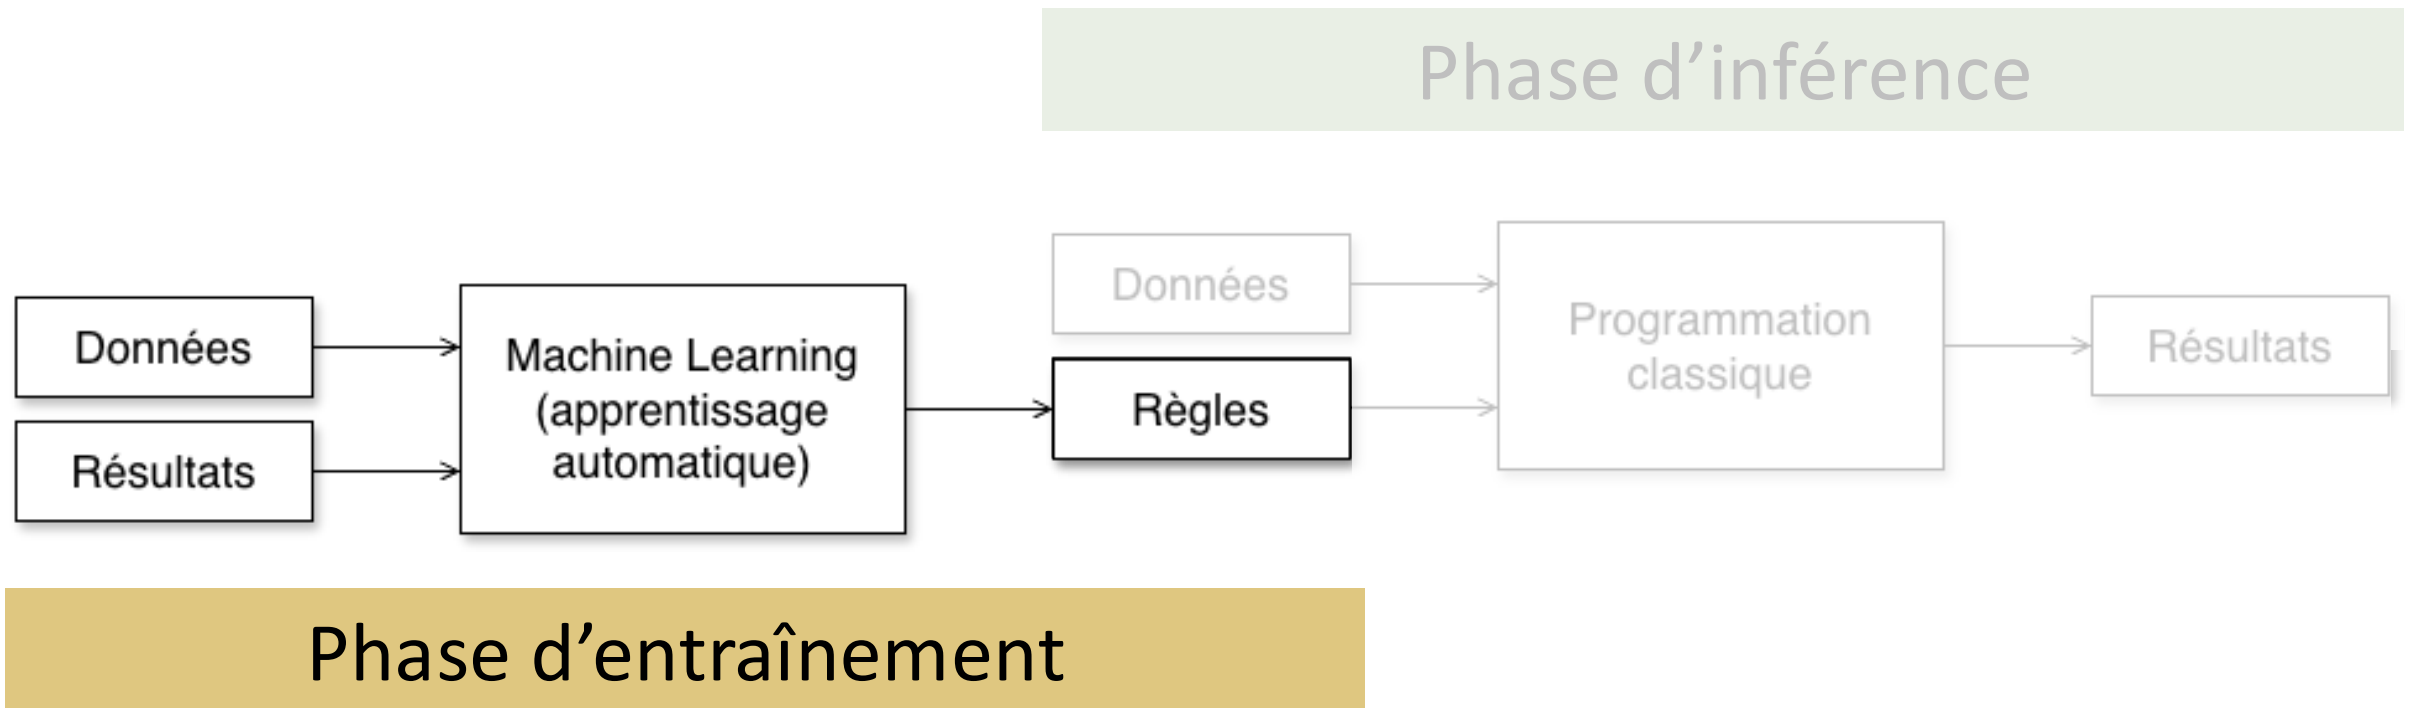 Phase d’inférence
Données
Résultats
Machine Learning
(apprentissage
automatique)
Données
Règles
Programmation
classique
Résultats
Phase d’entraînement